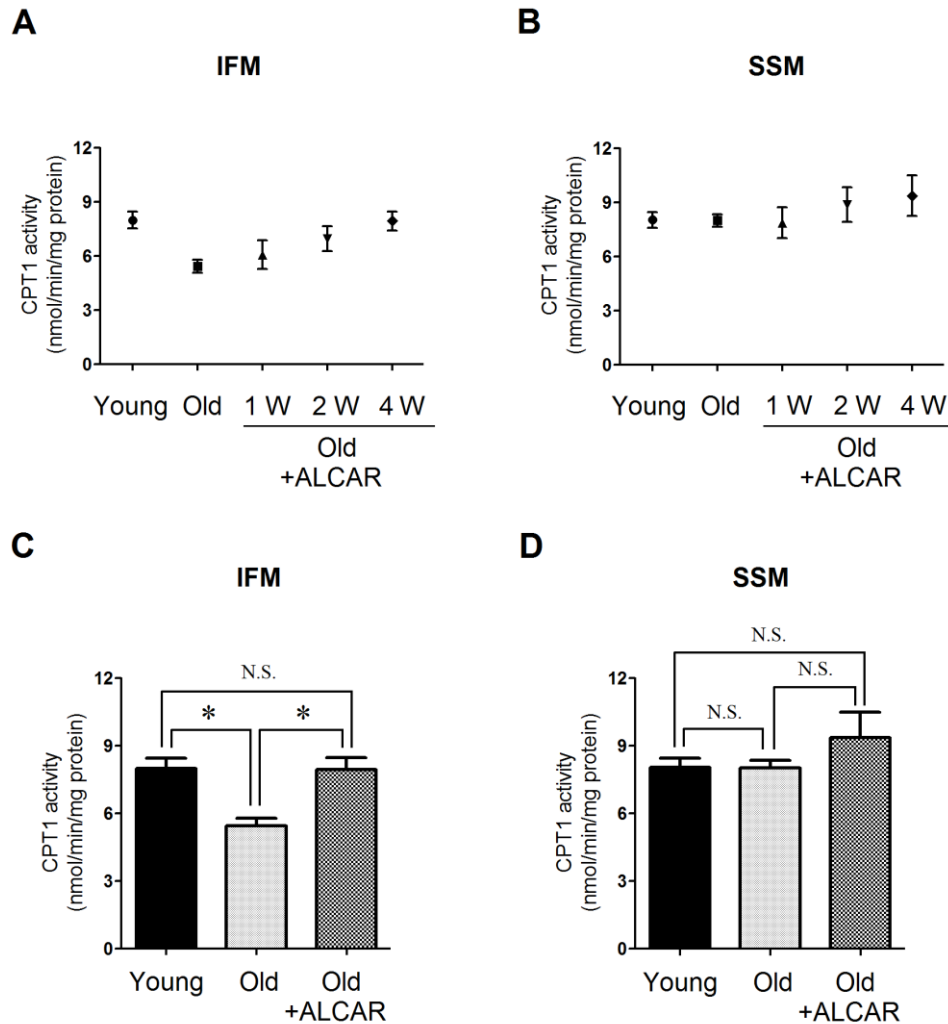 A
IFM
CPT1 activity
(nmol/min/mg protein)
12
9
6
3
0
Young Old 1 W 2 W 4 W
Old
+ALCAR
B
SSM
CPT1 activity
(nmol/min/mg protein)
12
9
6
3
0
Young Old 1 W 2 W 4 W
Old
+ALCAR
C
IFM
CPT1 activity
(nmol/min/mg protein)
12
9
6
3
0
N.S.
* *
Young Old Old
+ALCAR
D
SSM
CPT1 activity
(nmol/min/mg protein)
12
9
6
3
0
N.S.
N.S.
N.S.
Young Old Old
+ALCAR